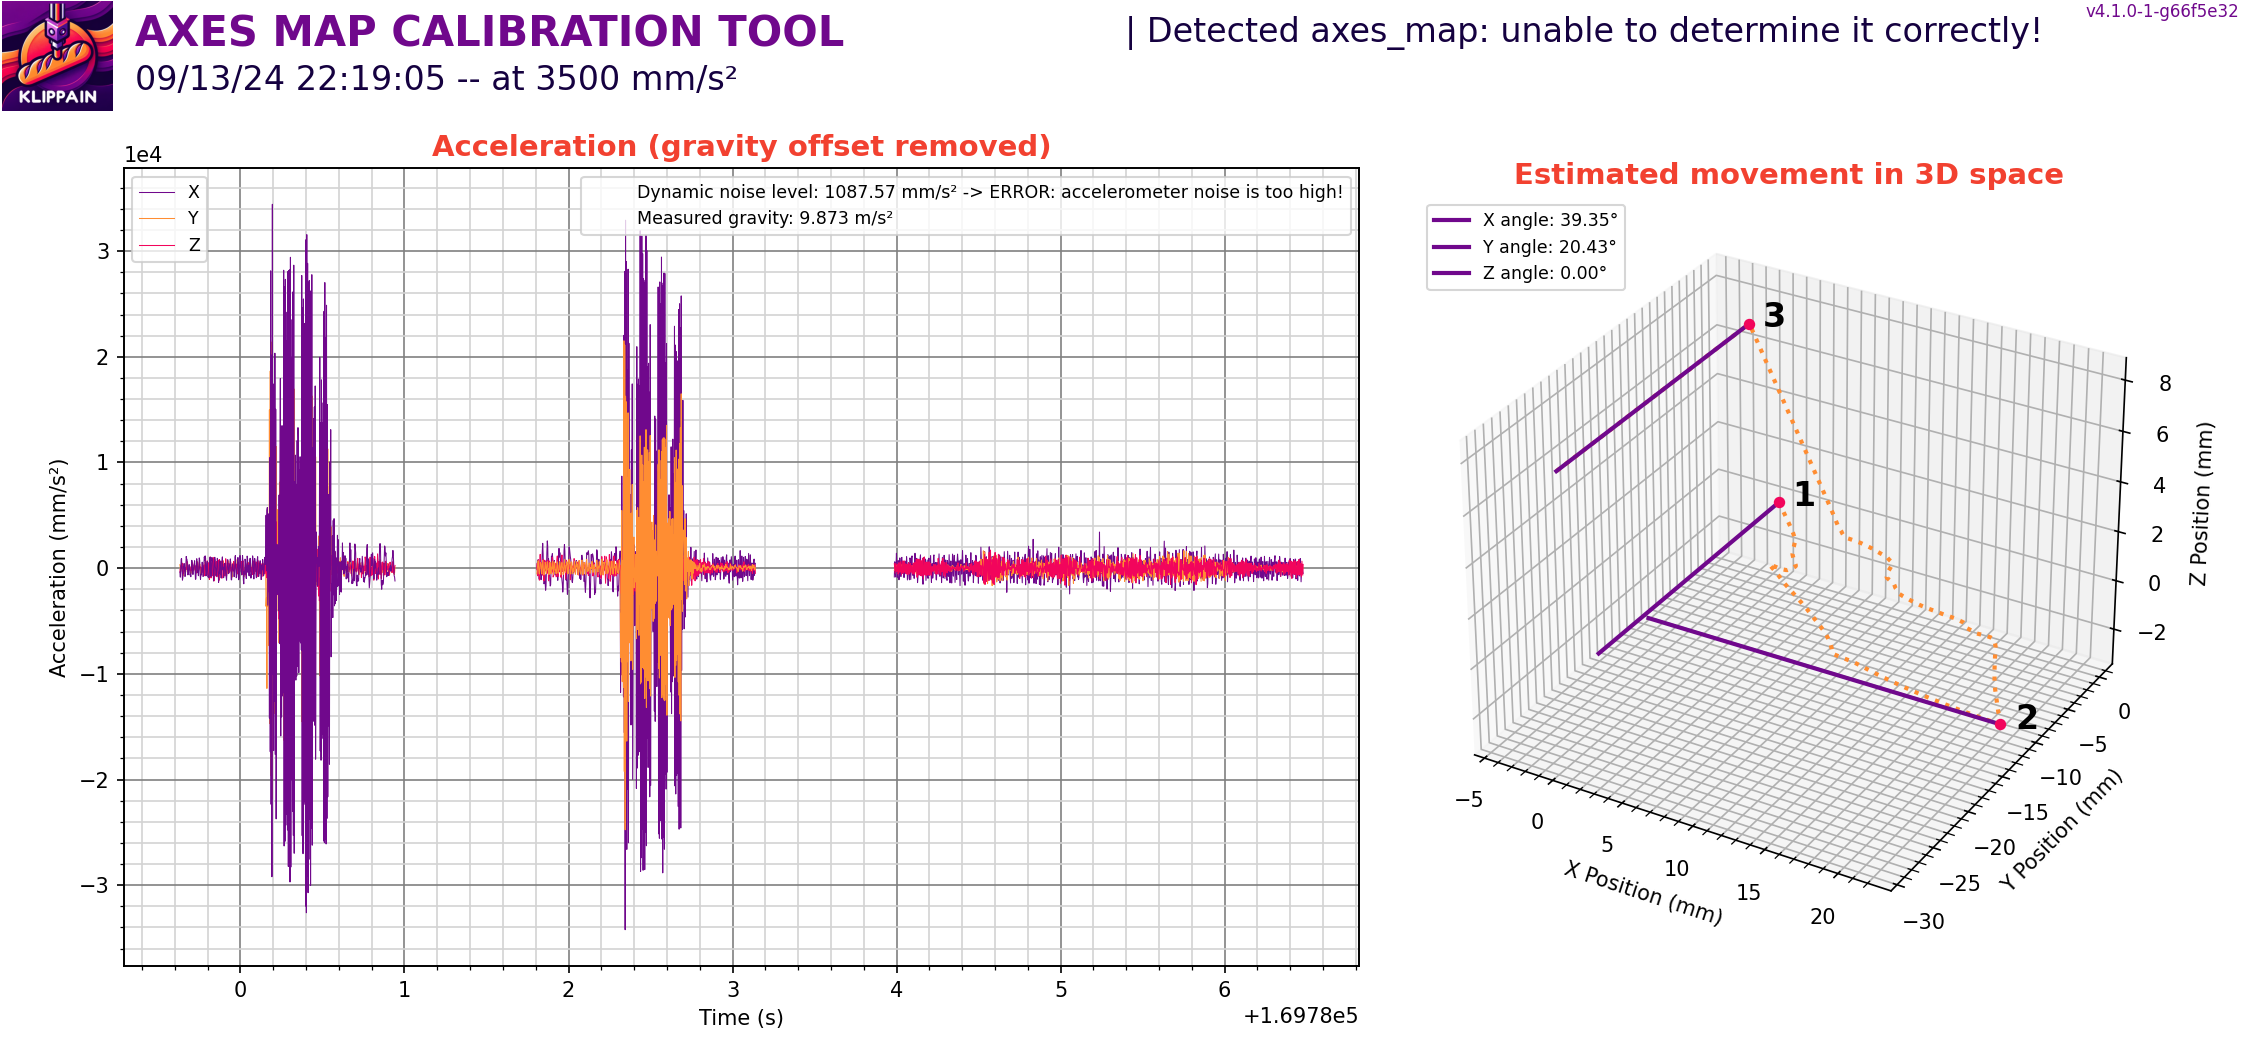 KLIPPAIN
AXES MAP CALIBRATION TOOL
09/13/24 22:19:05 -- at 3500 mm/s²
| Detected axes_map: unable to determine it correctly!
v4.1.0-1-g66f5e32
Acceleration (gravity offset removed)
1e4
X
Y
Z
Dynamic noise level: 1087.57 mm/s² -> ERROR: accelerometer noise is too high!
Measured gravity: 9.873 m/s²
3
2
1
0
−1
−2
−3
Acceleration (mm/s²)
0
1
2
3
4
5
6
Time (s)
+1.6978e5
Estimated movement in 3D space
X angle: 39.35°
Y angle: 20.43°
Z angle: 0.00°
3
1
2
8
6
4
2
0
−2
Z Position (mm)
−5
0
5
10
15
20
X Position (mm)
0
−5
−10
−15
−20
−25
−30
Y Position (mm)